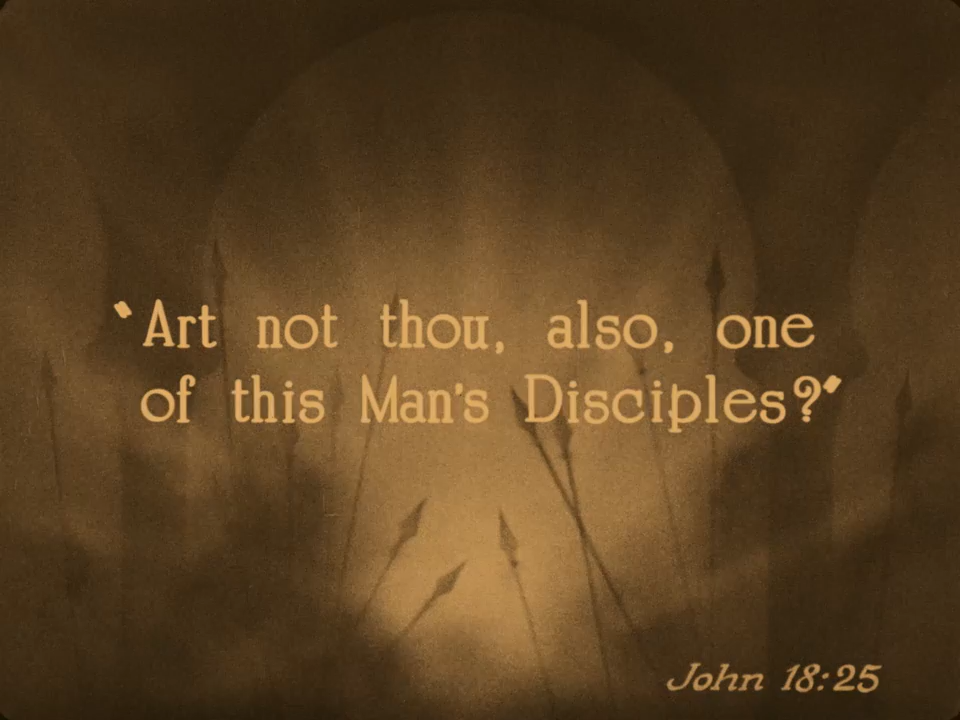 “Art not thou, also, one
of this Man's Disciples?”
John 18:25